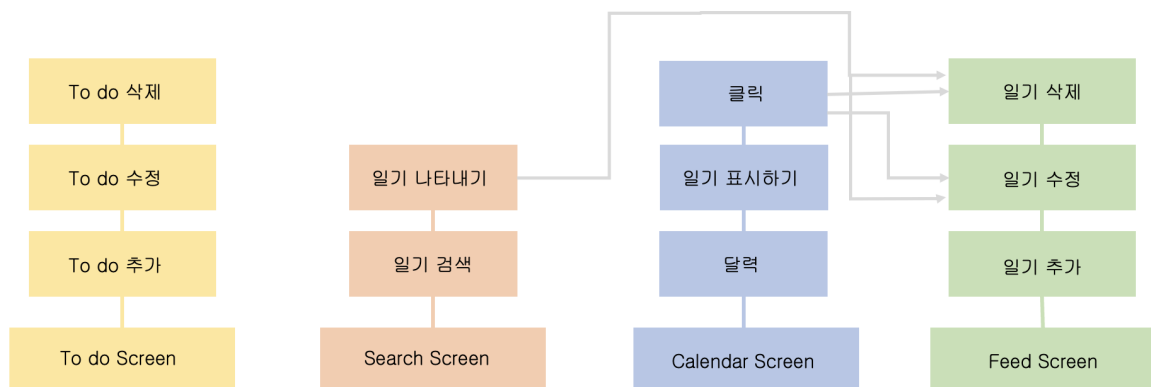 To do 삭제
클릭
일기 삭제
To do 수정
일기 나타내기
일기 표시하기
일기 수정
To do 추가
일기 검색
달력
일기 추가
To do Screen
Search Screen
Calendar Screen
Feed Screen